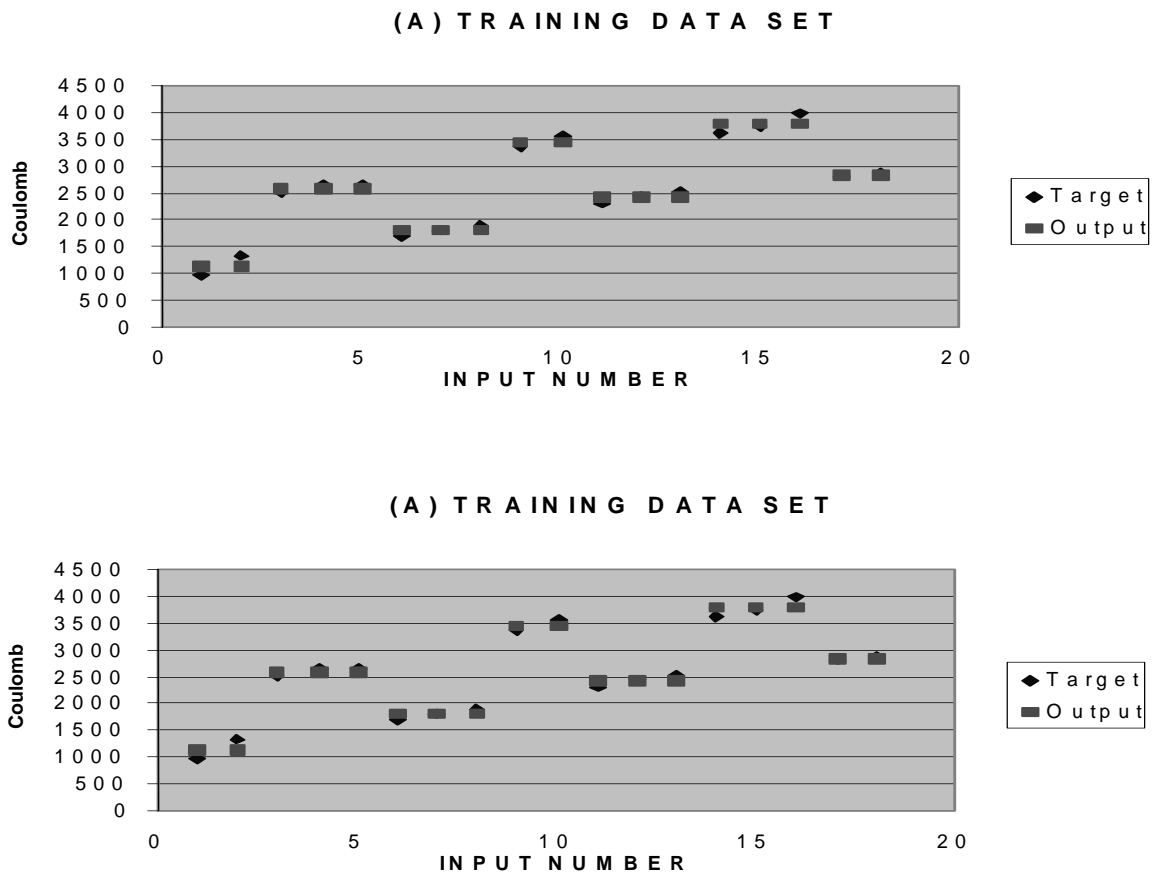 (A) TRAINING DATA SET
4500
4000
3500
3000
2500
2000
1500
1000
500
0
Coulomb
0 5 10 15 20
INPUT NUMBER
Target
Output
(A) TRAINING DATA SET
4500
4000
3500
3000
2500
2000
1500
1000
500
0
Coulomb
0 5 10 15 20
INPUT NUMBER
Target
Output